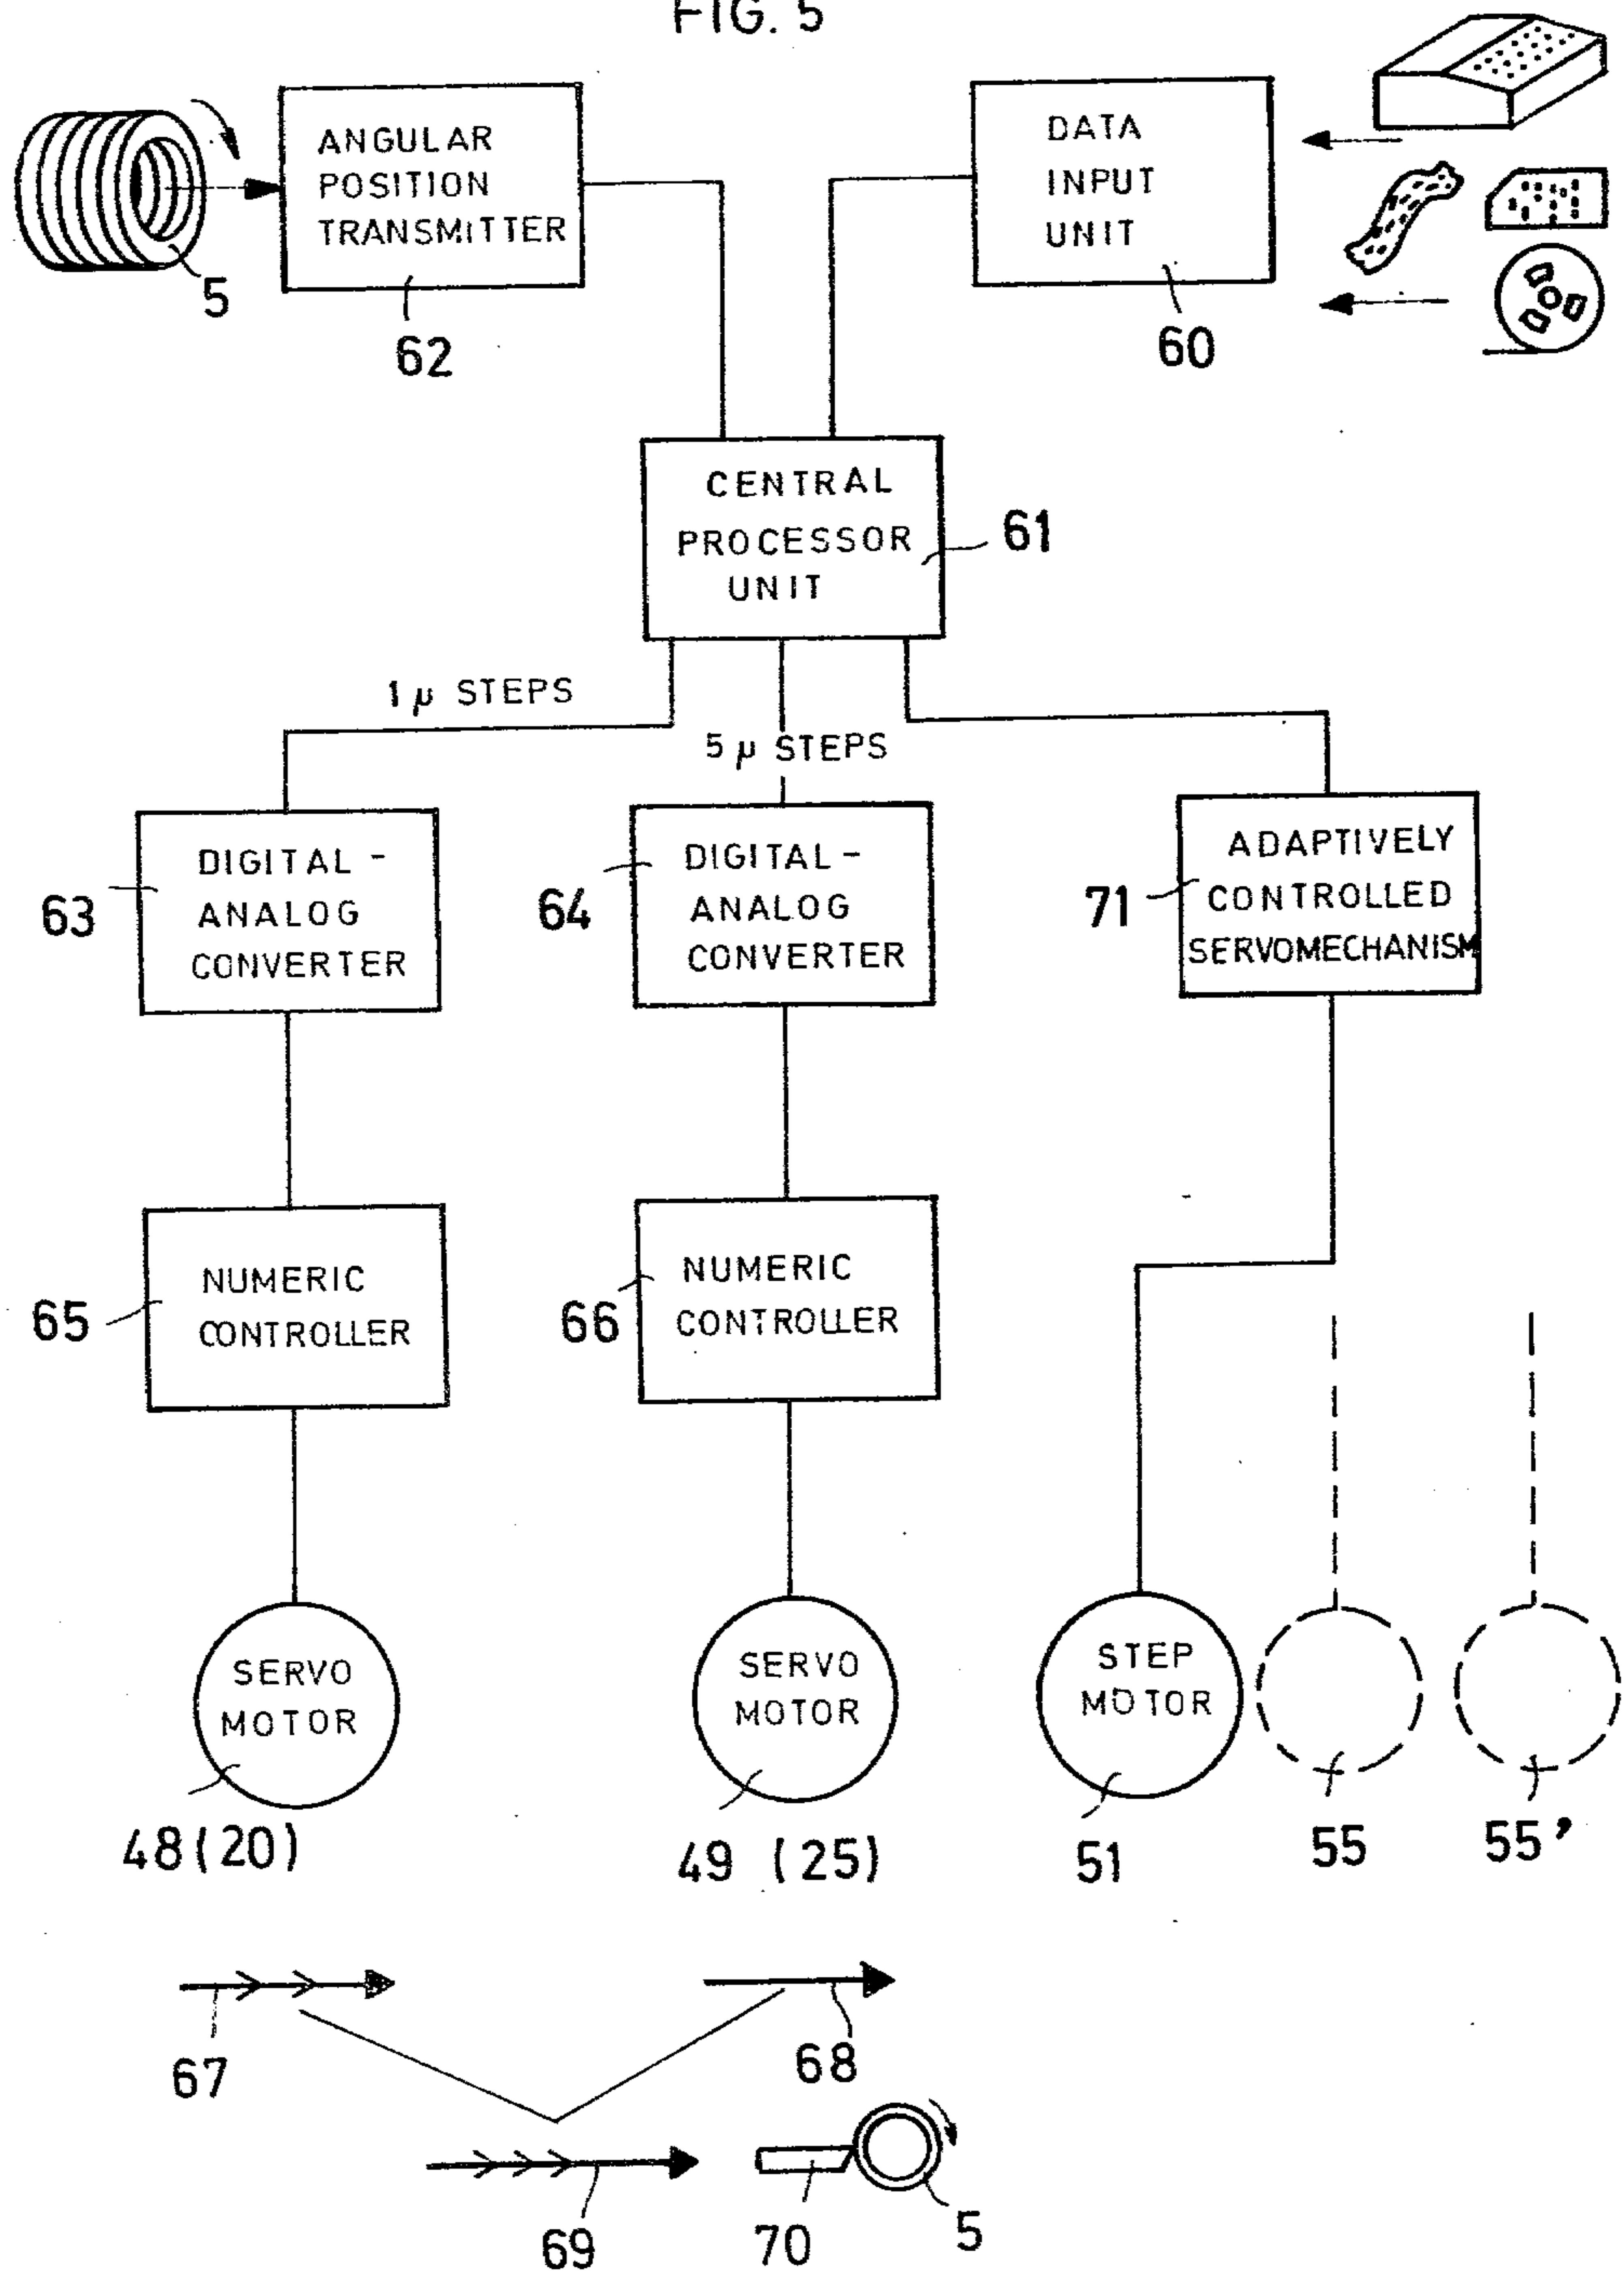 FIG. 5
ANGULAR
POSITION
TRANSMITTER
5
62
DATA
INPUT
UNIT
60
CENTRAL
PROCESSOR
UNIT
61
1 μ STEPS
5 μ STEPS
DIGITAL -
ANALOG
CONVERTER
63
DIGITAL -
ANALOG
CONVERTER
64
ADAPTIVELY
CONTROLLED
SERVOMECHANISM
71
NUMERIC
CONTROLLER
65
NUMERIC
CONTROLLER
66
SERVO
MOTOR
48 (20)
SERVO
MOTOR
49 (25)
STEP
MOTOR
51
55
55'
67
68
69
70
5